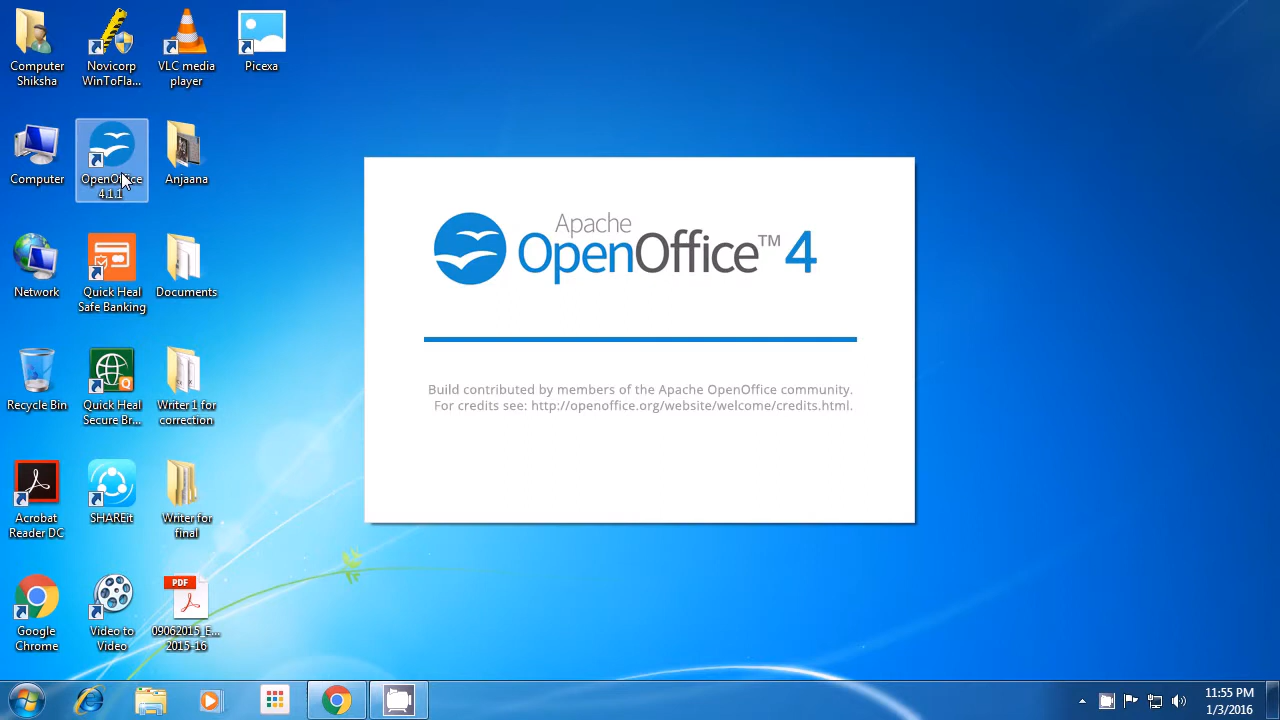 Computer
Shiksha
Novicorp
WinToFla...
VLC media
player
Picexa
Computer
OpenOffice
4.1.1
Anjaana
Network
Quick Heal
Safe Banking
Documents
Recycle Bin
Quick Heal
Secure Br...
Writer 1 for
correction
Acrobat
Reader DC
SHAREit
Writer for
final
Google
Chrome
Video to
Video
PDF
09062015_E...
2015-16
Apache
OpenOffice™ 4
Build contributed by members of the Apache OpenOffice community.
For credits see: http://openoffice.org/website/welcome/credits.html.
11:55 PM
1/3/2016